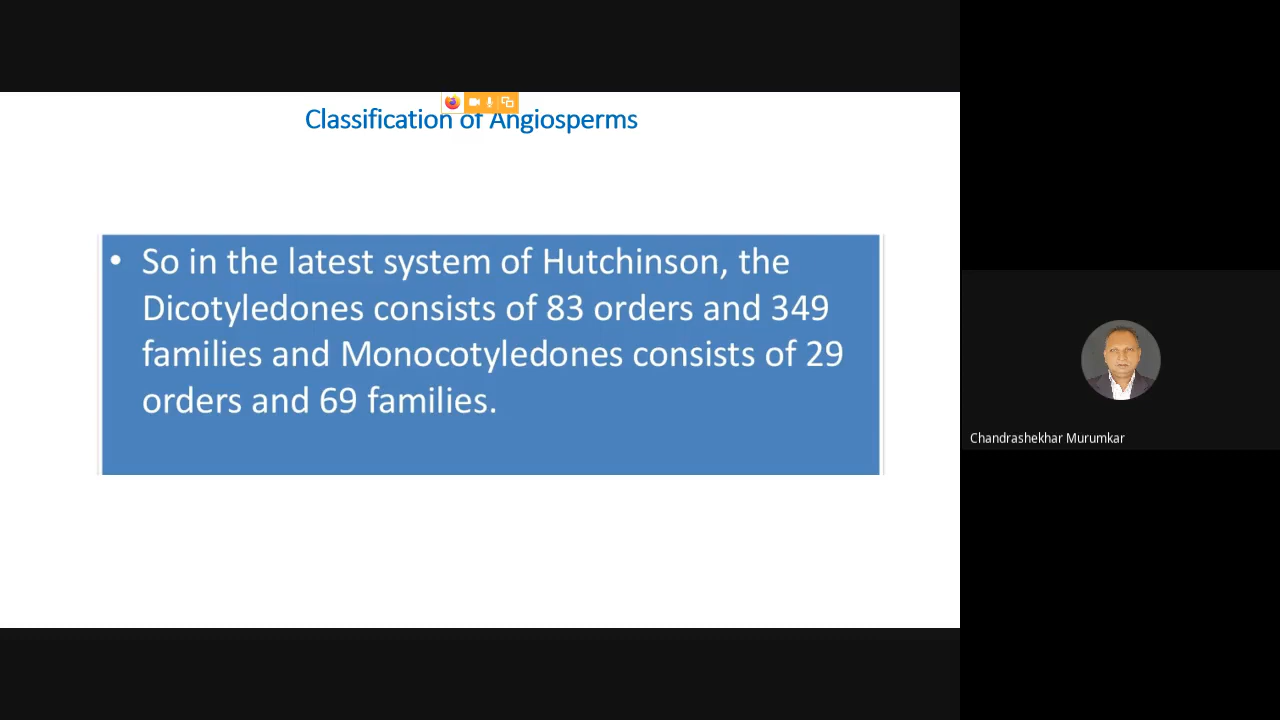 Classification of Angiosperms
• So in the latest system of Hutchinson, the
Dicotyledones consists of 83 orders and 349
families and Monocotyledones consists of 29
orders and 69 families.
Chandrashekhar Murumkar